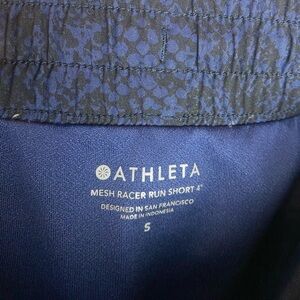 ATHLETA
MESH RACER RUN SHORT 4"
DESIGNED IN SAN FRANCISCO
MADE IN INDONESIA
S